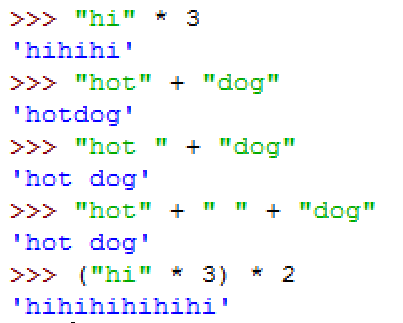 >>> "hi" * 3
'hihihi'
>>> "hot" + "dog"
'hotdog'
>>> "hot " + "dog"
'hot dog'
>>> "hot" + " " + "dog"
'hot dog'
>>> ("hi" * 3) * 2
'hihihihihihi'